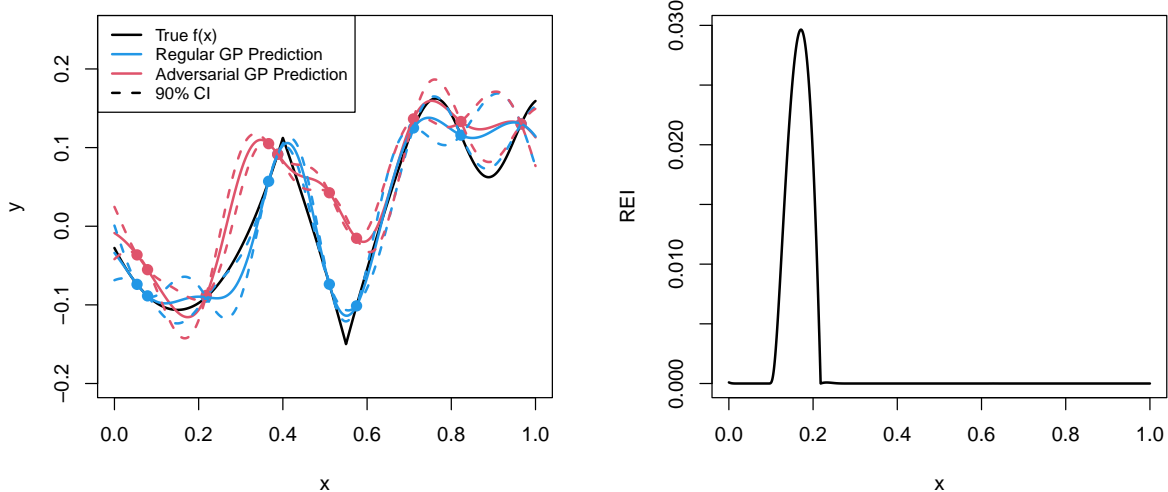 True f(x)
Regular GP Prediction
Adversarial GP Prediction
90% CI
y
0.2
0.1
0.0
−0.1
−0.2
0.0 0.2 0.4 0.6 0.8 1.0
x
REI
0.030
0.020
0.010
0.000
0.0 0.2 0.4 0.6 0.8 1.0
x